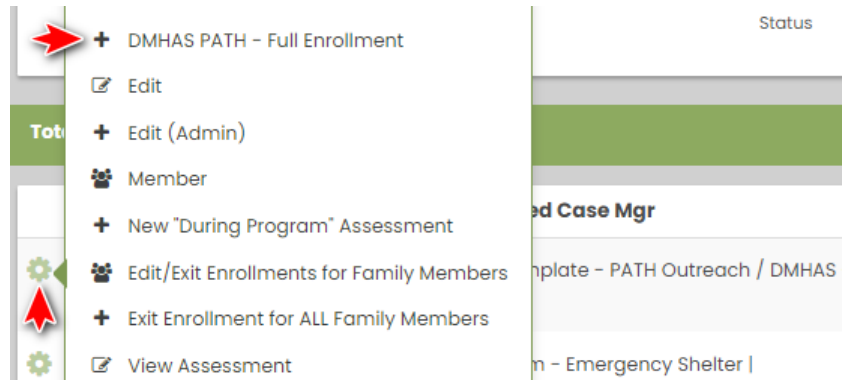 Status
DMHAS PATH - Full Enrollment
Edit
Tot
Edit (Admin)
Member
New "During Program" Assessment
ed Case Mgr
Edit/Exit Enrollments for Family Members
nplate - PATH Outreach / DMHAS
Exit Enrollment for ALL Family Members
View Assessment
m - Emergency Shelter |